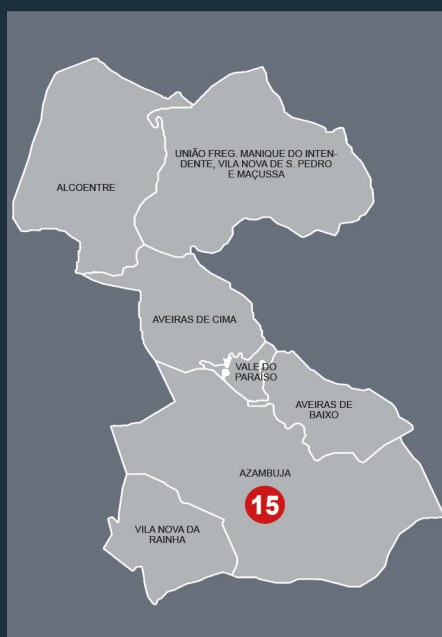 UNIÃO FREG. MANIQUE DO INTEN-
DENTE, VILA NOVA DE S. PEDRO
E MAÇUSSA
ALCOENTRE
AVEIRAS DE CIMA
VALE DO
PARAÍSO
AVEIRAS DE
BAIXO
AZAMBUJA
15
VILA NOVA DA
RAINHA